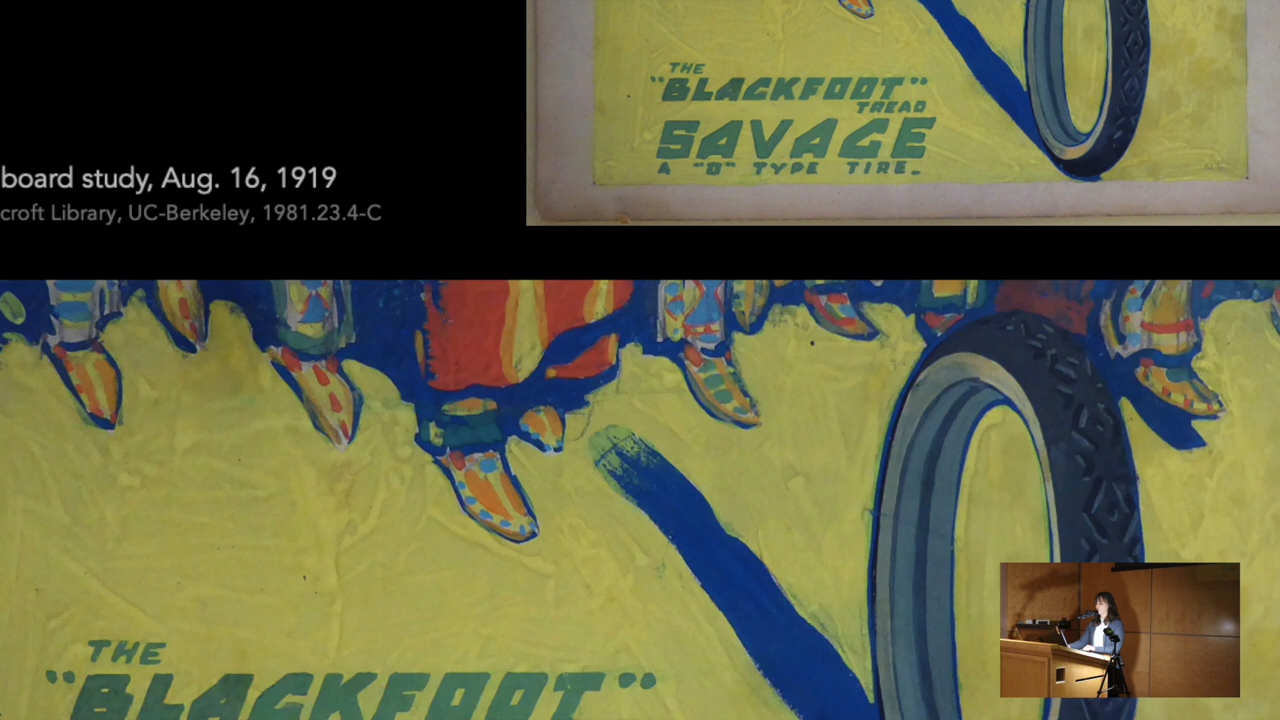 board study, Aug. 16, 1919
croft Library, UC-Berkeley, 1981.23.4-C
THE
"BLACKFOOT"
TREAD
SAVAGE
A "D" TYPE TIRE.
THE
"BLACKFOOT"